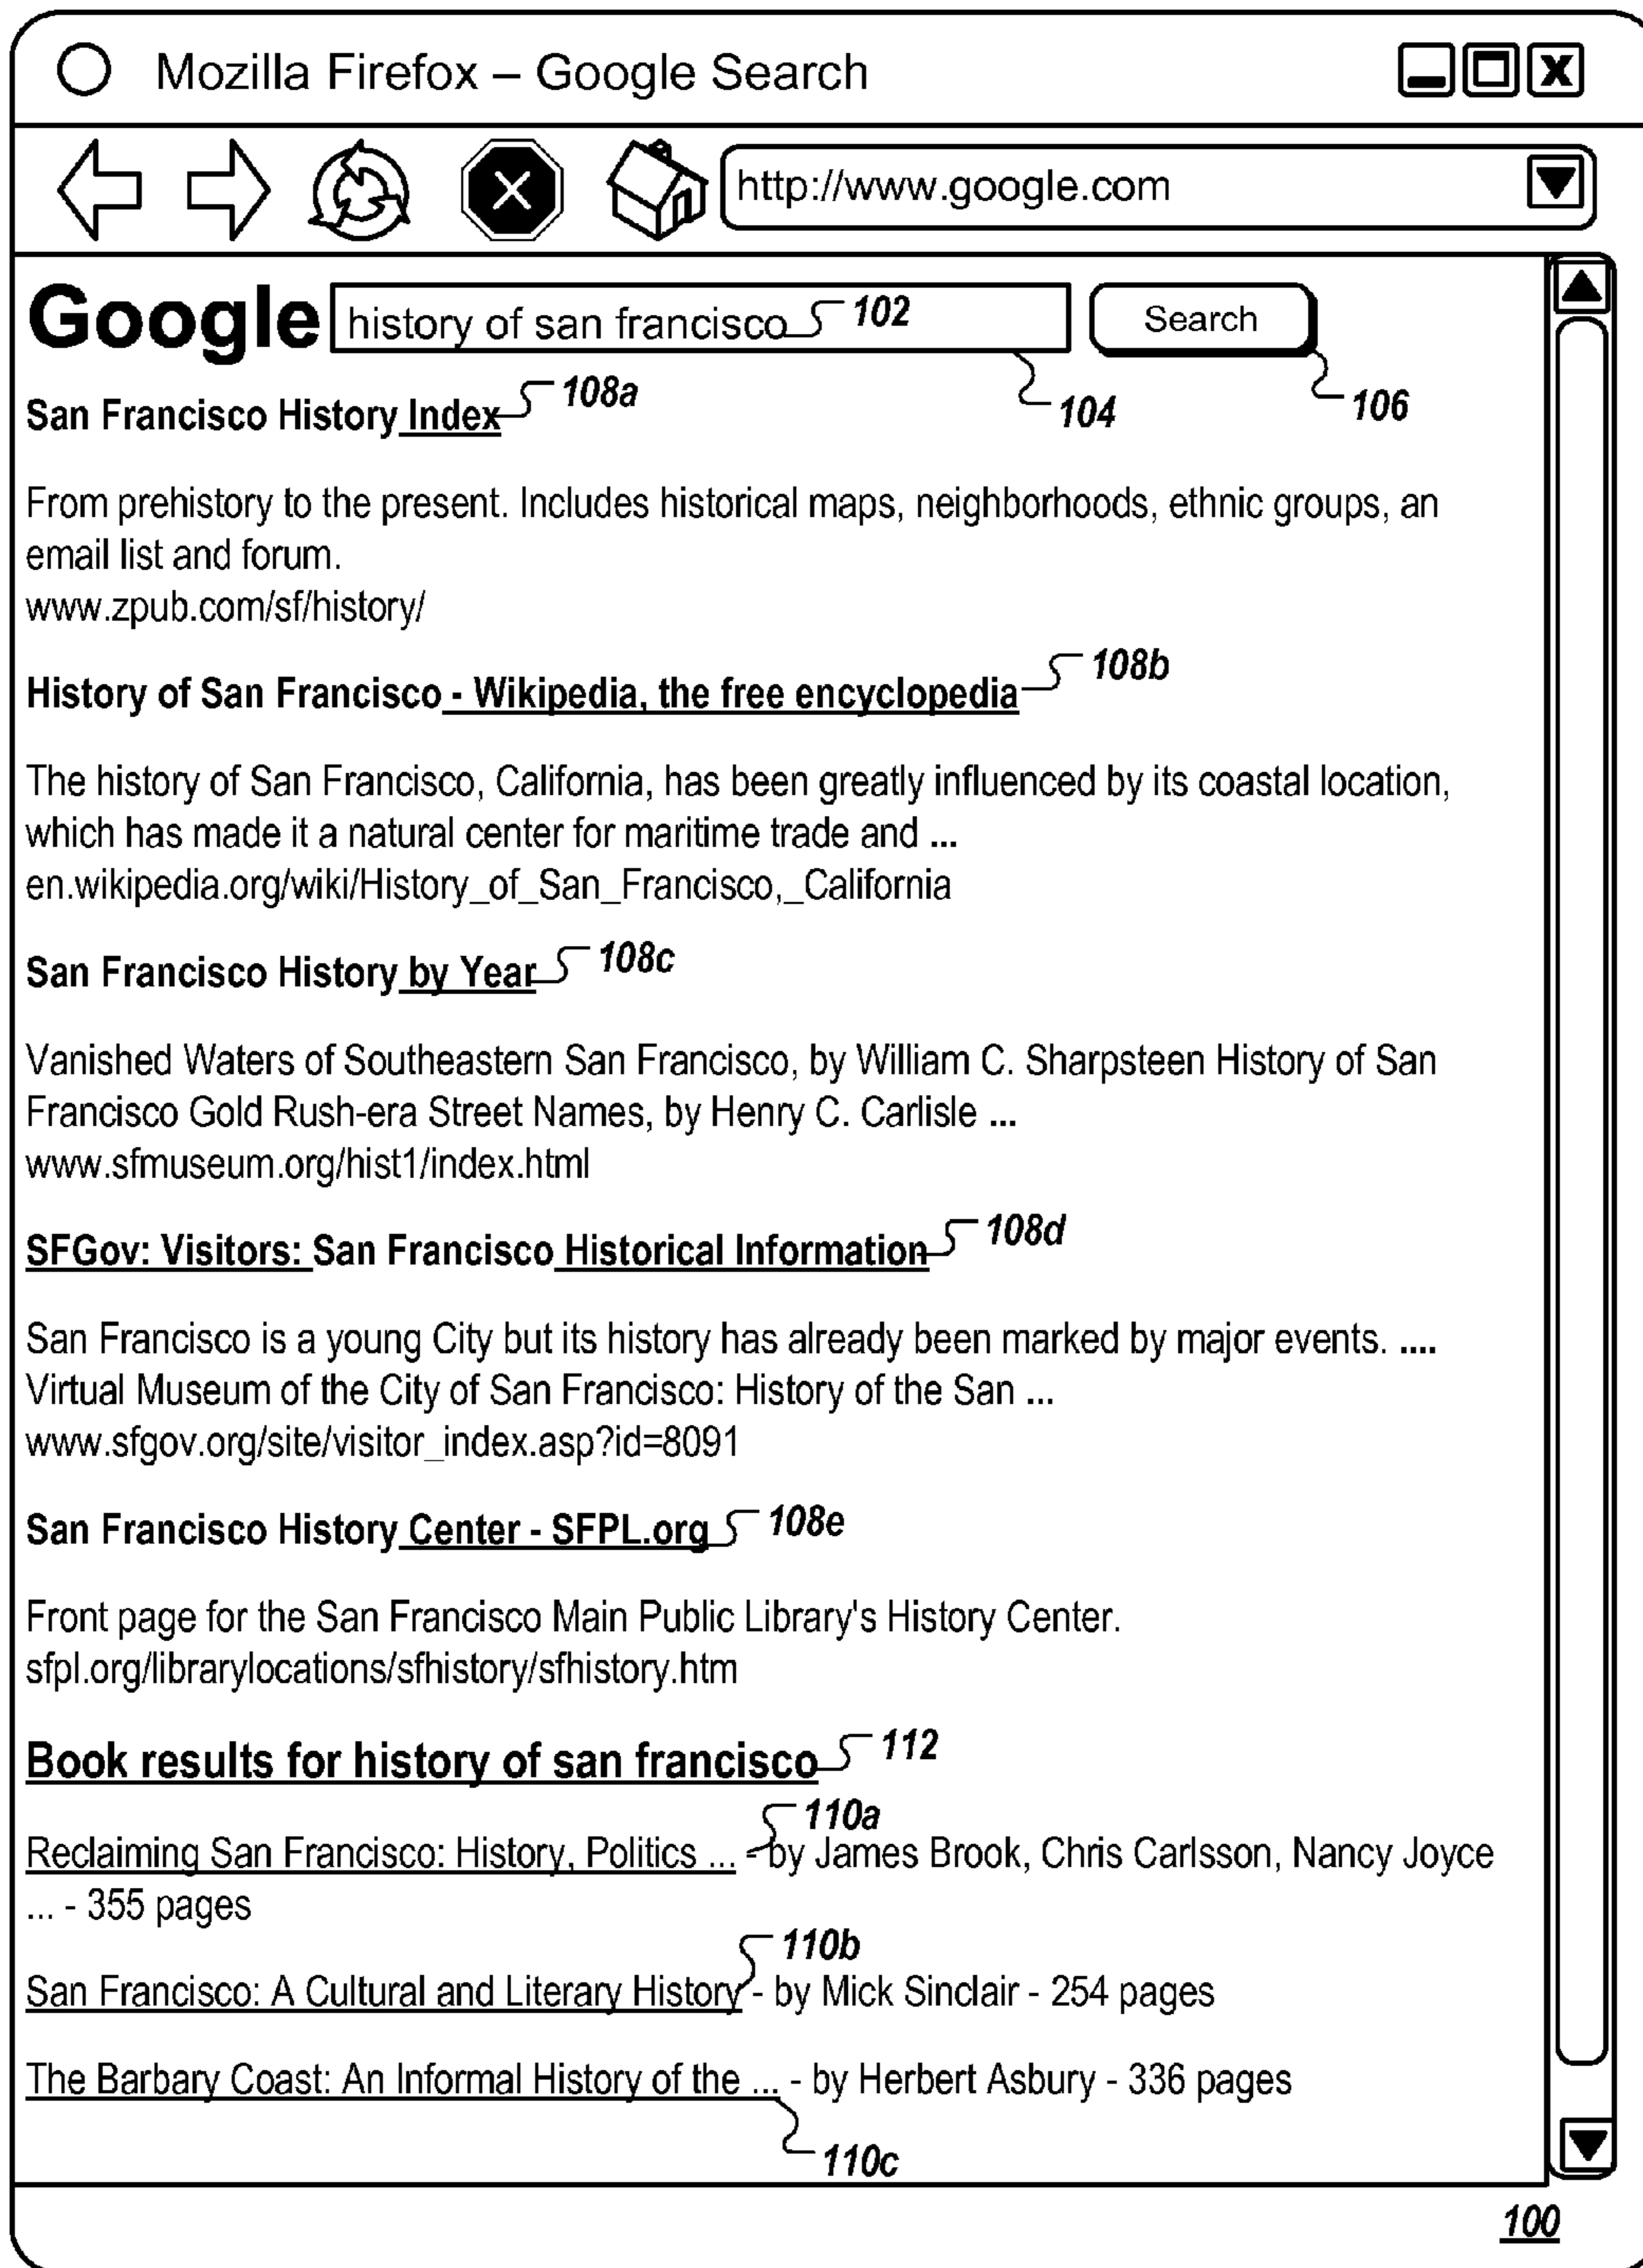 Mozilla Firefox – Google Search
X
http://www.google.com
Google history of san francisco 102 Search
San Francisco History Index 108a 104 106
From prehistory to the present. Includes historical maps, neighborhoods, ethnic groups, an
email list and forum.
www.zpub.com/sf/history/
History of San Francisco - Wikipedia, the free encyclopedia 108b
The history of San Francisco, California, has been greatly influenced by its coastal location,
which has made it a natural center for maritime trade and ...
en.wikipedia.org/wiki/History_of_San_Francisco,_California
San Francisco History by Year 108c
Vanished Waters of Southeastern San Francisco, by William C. Sharpsteen History of San
Francisco Gold Rush-era Street Names, by Henry C. Carlisle ...
www.sfmuseum.org/hist1/index.html
SFGov: Visitors: San Francisco Historical Information 108d
San Francisco is a young City but its history has already been marked by major events. ....
Virtual Museum of the City of San Francisco: History of the San ...
www.sfgov.org/site/visitor_index.asp?id=8091
San Francisco History Center - SFPL.org 108e
Front page for the San Francisco Main Public Library's History Center.
sfpl.org/librarylocations/sfhistory/sfhistory.htm
Book results for history of san francisco 112
110a
Reclaiming San Francisco: History, Politics ... - by James Brook, Chris Carlsson, Nancy Joyce
... - 355 pages
110b
San Francisco: A Cultural and Literary History - by Mick Sinclair - 254 pages
The Barbary Coast: An Informal History of the ... - by Herbert Asbury - 336 pages
110c
100